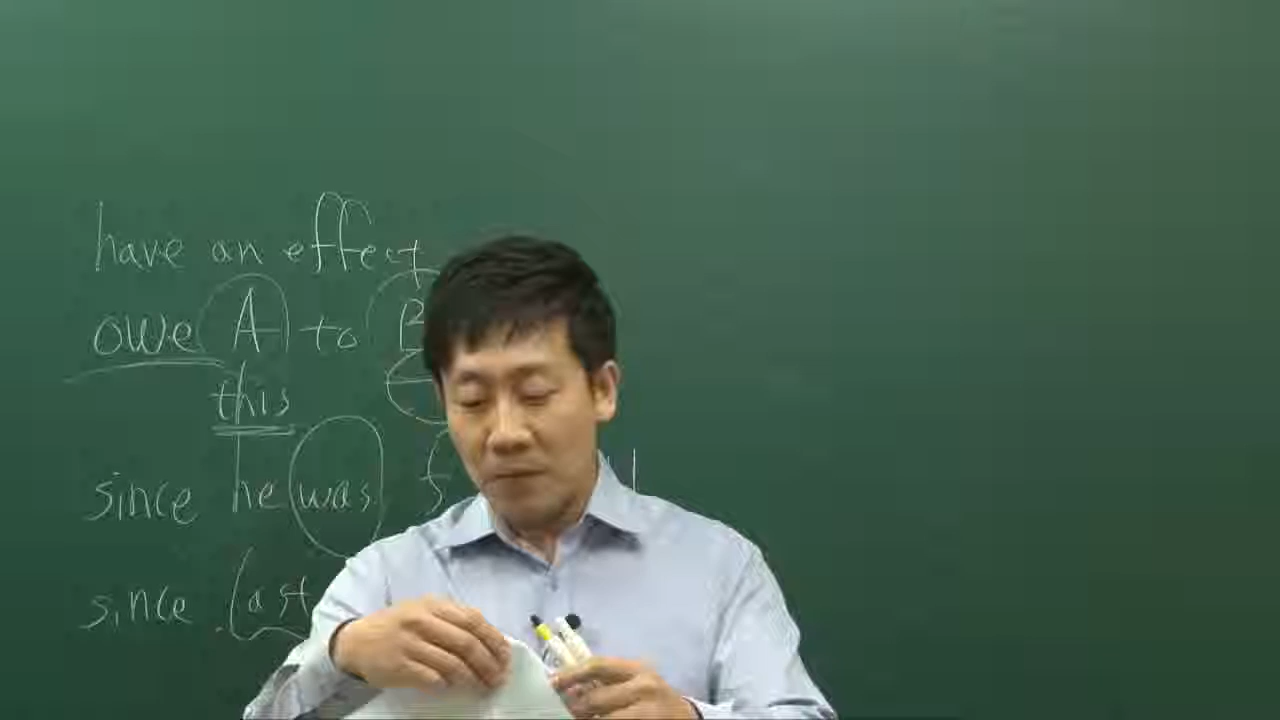 have an effect
owe A to B
this
since he was
since last